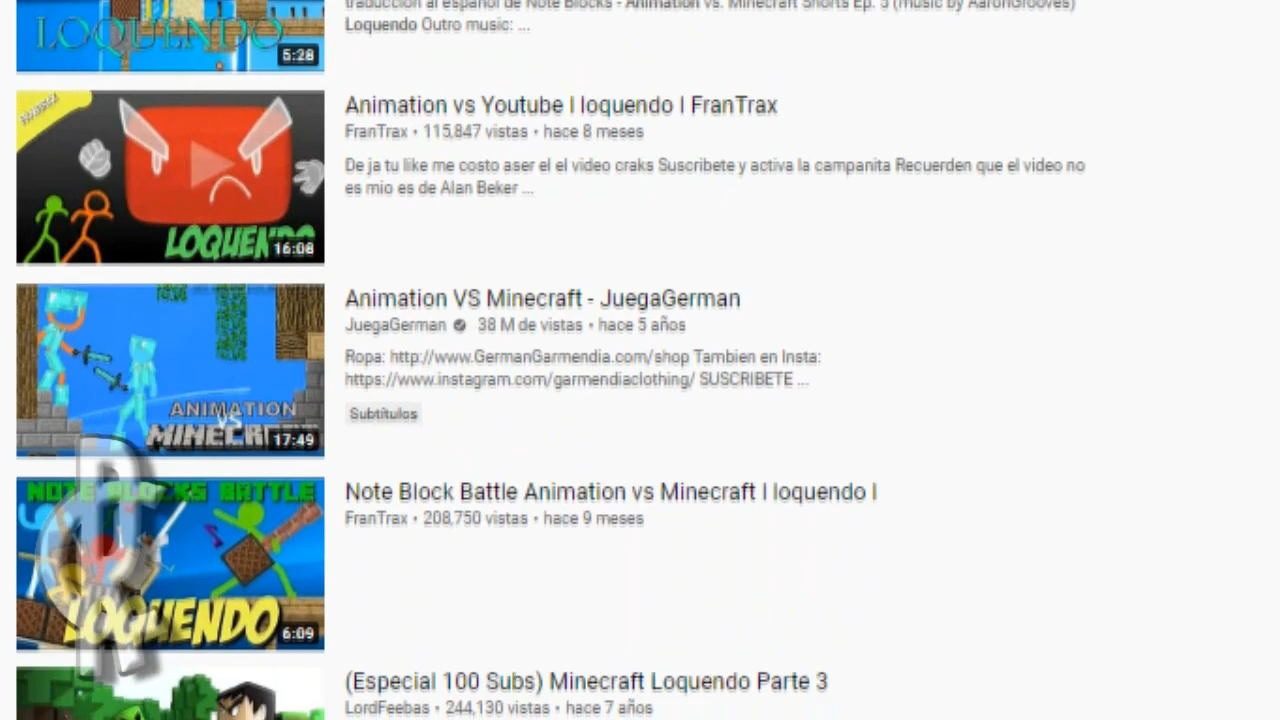 traducción al español de Note Blocks - Animation vs. Minecraft Shorts Ep. 5 (music by AaronGrooves)
LOQUENDO
Loquendo Outro music: ...
5:28
Animation vs Youtube l loquendo l FranTrax
FranTrax • 115,847 vistas • hace 8 meses
De ja tu like me costo aser el el video craks Suscribete y activa la campanita Recuerden que el video no
es mio es de Alan Beker ...
LOQUENDO
16:08
Animation VS Minecraft - JuegaGerman
JuegaGerman 38 M de vistas • hace 5 años
Ropa: http://www.GermanGarmendia.com/shop Tambien en Insta:
https://www.instagram.com/garmendiaclothing/ SUSCRIBETE ...
Subtítulos
ANIMATION
VS
MINECR
17:49
NOTE BLOCKS BATTLE
Note Block Battle Animation vs Minecraft l loquendo l
FranTrax • 208,750 vistas • hace 9 meses
LOQUENDO
6:09
(Especial 100 Subs) Minecraft Loquendo Parte 3
LordFeebas • 244,130 vistas • hace 7 años